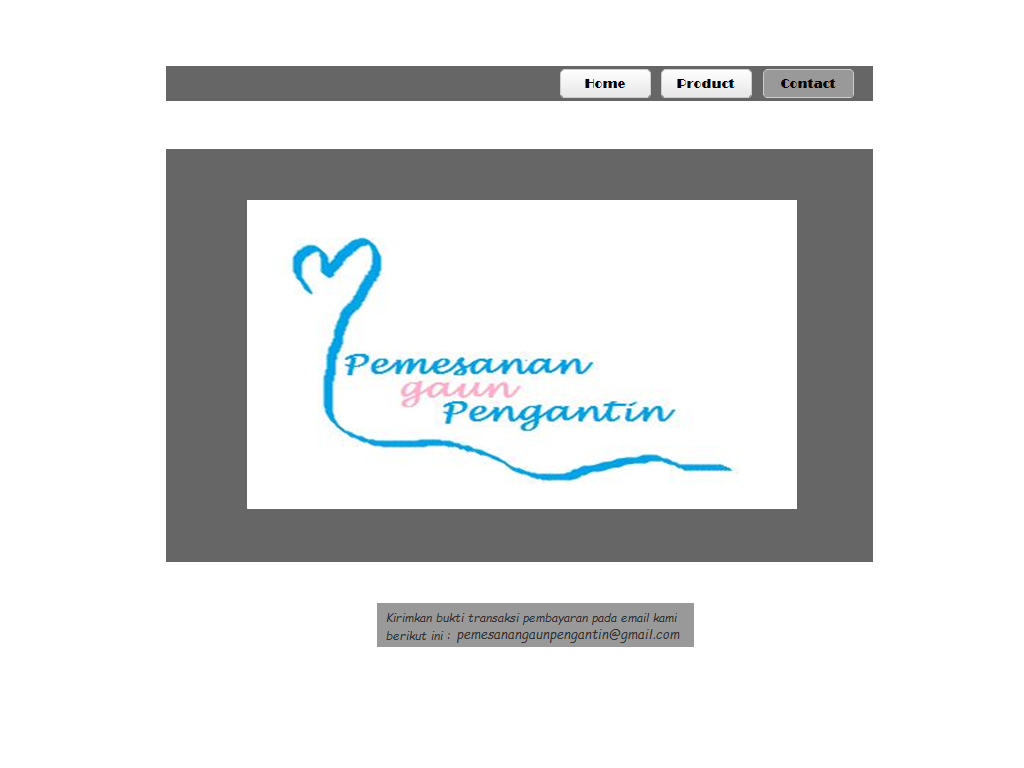 Home Product Contact
Pemesanan
gaun
Pengantin
Kirimkan bukti transaksi pembayaran pada email kami
berikut ini : pemesanangaunpengantin@gmail.com